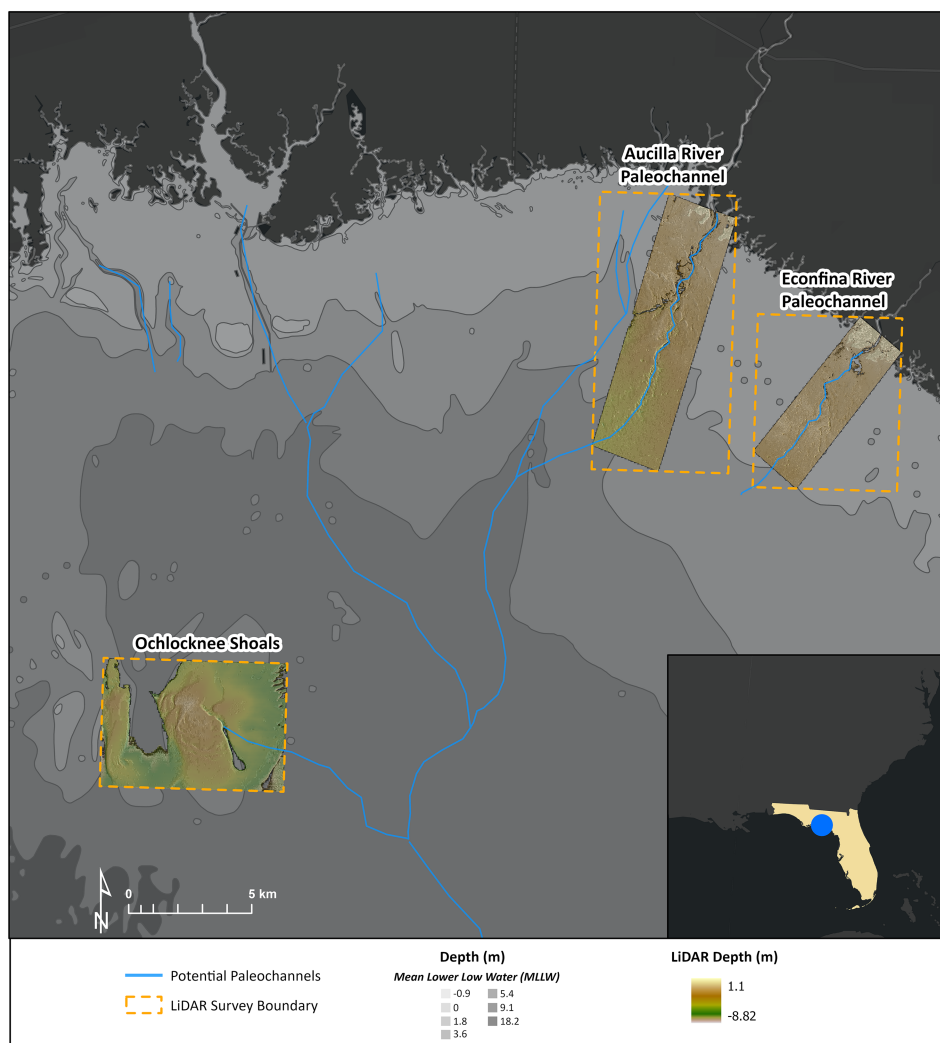 Aucilla River
Paleochannel
Econfina River
Paleochannel
Ochlocknee Shoals
N
0
5 km
Potential Paleochannels
LiDAR Survey Boundary
Depth (m)
Mean Lower Low Water (MLLW)
-0.9
0
1.8
3.6
5.4
9.1
18.2
LiDAR Depth (m)
1.1
-8.82